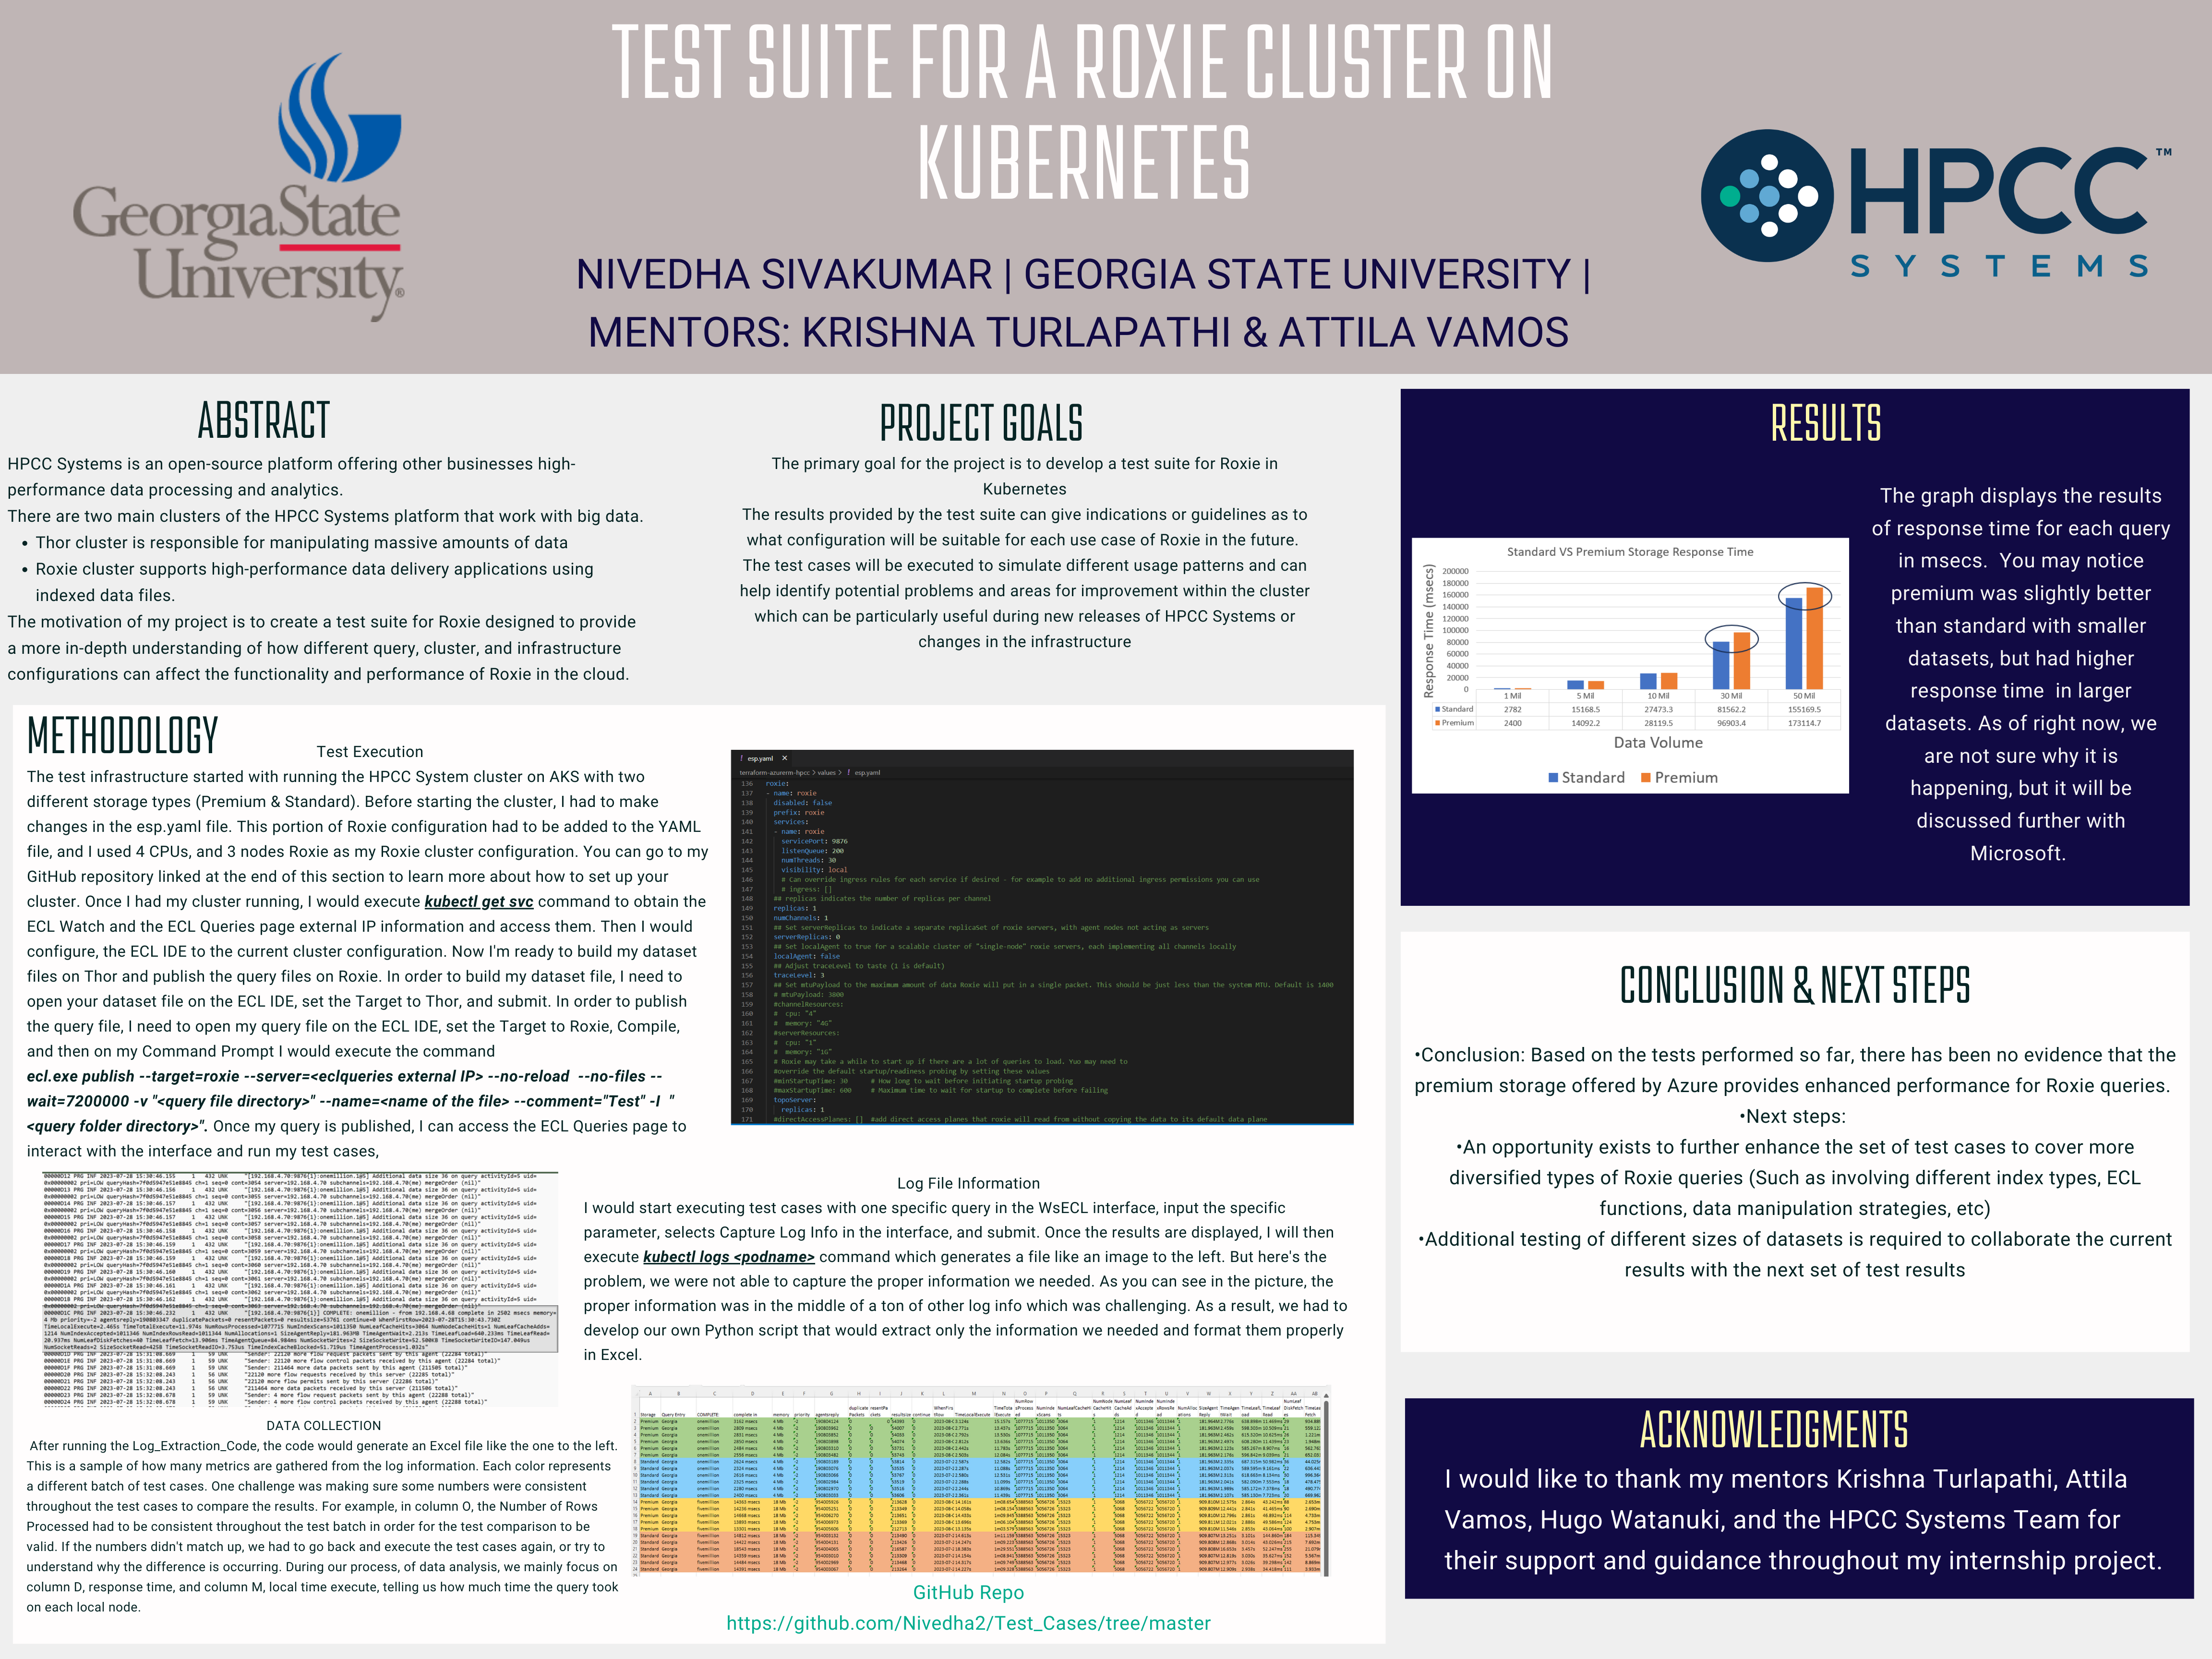 TEST SUITE FOR A ROXIE CLUSTER ON
KUBERNETES
GeorgiaState
University®
HPCC™
SYSTEMS
NIVEDHA SIVAKUMAR | GEORGIA STATE UNIVERSITY |
MENTORS: KRISHNA TURLAPATHI & ATTILA VAMOS
ABSTRACT
HPCC Systems is an open-source platform offering other businesses high-
performance data processing and analytics.
There are two main clusters of the HPCC Systems platform that work with big data.
• Thor cluster is responsible for manipulating massive amounts of data
• Roxie cluster supports high-performance data delivery applications using
indexed data files.
The motivation of my project is to create a test suite for Roxie designed to provide
a more in-depth understanding of how different query, cluster, and infrastructure
configurations can affect the functionality and performance of Roxie in the cloud.
PROJECT GOALS
The primary goal for the project is to develop a test suite for Roxie in
Kubernetes
The results provided by the test suite can give indications or guidelines as to
what configuration will be suitable for each use case of Roxie in the future.
The test cases will be executed to simulate different usage patterns and can
help identify potential problems and areas for improvement within the cluster
which can be particularly useful during new releases of HPCC Systems or
changes in the infrastructure
METHODOLOGY
Test Execution
The test infrastructure started with running the HPCC System cluster on AKS with two
different storage types (Premium & Standard). Before starting the cluster, I had to make
changes in the esp.yaml file. This portion of Roxie configuration had to be added to the YAML
file, and I used 4 CPUs, and 3 nodes Roxie as my Roxie cluster configuration. You can go to my
GitHub repository linked at the end of this section to learn more about how to set up your
cluster. Once I had my cluster running, I would execute kubectl get svc command to obtain the
ECL Watch and the ECL Queries page external IP information and access them. Then I would
configure, the ECL IDE to the current cluster configuration. Now I'm ready to build my dataset
files on Thor and publish the query files on Roxie. In order to build my dataset file, I need to
open your dataset file on the ECL IDE, set the Target to Thor, and submit. In order to publish
the query file, I need to open my query file on the ECL IDE, set the Target to Roxie, Compile,
and then on my Command Prompt I would execute the command
ecl.exe publish --target=roxie --server=<eclqueries external IP> --no-reload --no-files --
wait=7200000 -v "<query file directory>" --name=<name of the file> --comment="Test" -I "
<query folder directory>". Once my query is published, I can access the ECL Queries page to
interact with the interface and run my test cases,
! esp.yaml ×
terraform-azurerm-hpcc > values > ! esp.yaml
136 roxie:
137 - name: roxie
138 disabled: false
139 prefix: roxie
140 services:
141 - name: roxie
142 servicePort: 9876
143 listenQueue: 200
144 numThreads: 30
145 visibility: local
146 # Can override ingress rules for each service if desired - for example to add no additional ingress permissions you can use
147 # ingress: []
148 ## replicas indicates the number of replicas per channel
149 replicas: 1
150 numChannels: 1
151 ## Set serverReplicas to indicate a separate replicaSet of roxie servers, with agent nodes not acting as servers
152 serverReplicas: 0
153 ## Set localAgent to true for a scalable cluster of "single-node" roxie servers, each implementing all channels locally
154 localAgent: false
155 ## Adjust traceLevel to taste (1 is default)
156 traceLevel: 3
157 ## Set mtuPayload to the maximum amount of data Roxie will put in a single packet. This should be just less than the system MTU. Default is 1400
158 # mtuPayload: 3800
159 #channelResources:
160 # cpu: "4"
161 # memory: "4G"
162 #serverResources:
163 # cpu: "1"
164 # memory: "1G"
165 # Roxie may take a while to start up if there are a lot of queries to load. Yuo may need to
166 #override the default startup/readiness probing by setting these values
167 #minStartupTime: 30 # How long to wait before initiating startup probing
168 #maxStartupTime: 600 # Maximum time to wait for startup to complete before failing
169 topoServer:
170 replicas: 1
171 #directAccessPlanes: [] #add direct access planes that roxie will read from without copying the data to its default data plane
Log File Information
I would start executing test cases with one specific query in the WsECL interface, input the specific
parameter, selects Capture Log Info in the interface, and submit. Once the results are displayed, I will then
execute kubectl logs <podname> command which generates a file like an image to the left. But here's the
problem, we were not able to capture the proper information we needed. As you can see in the picture, the
proper information was in the middle of a ton of other log info which was challenging. As a result, we had to
develop our own Python script that would extract only the information we needed and format them properly
in Excel.
DATA COLLECTION
After running the Log_Extraction_Code, the code would generate an Excel file like the one to the left.
This is a sample of how many metrics are gathered from the log information. Each color represents
a different batch of test cases. One challenge was making sure some numbers were consistent
throughout the test cases to compare the results. For example, in column O, the Number of Rows
Processed had to be consistent throughout the test batch in order for the test comparison to be
valid. If the numbers didn't match up, we had to go back and execute the test cases again, or try to
understand why the difference is occurring. During our process, of data analysis, we mainly focus on
column D, response time, and column M, local time execute, telling us how much time the query took
on each local node.
GitHub Repo
https://github.com/Nivedha2/Test_Cases/tree/master
RESULTS
Standard VS Premium Storage Response Time
Response Time (msecs)
200000
180000
160000
140000
120000
100000
80000
60000
40000
20000
0
1 Mil 5 Mil 10 Mil 30 Mil 50 Mil
Standard 2782 15168.5 27473.3 81562.2 155169.5
Premium 2400 14092.2 28119.5 96903.4 173114.7
Data Volume
Standard Premium
The graph displays the results
of response time for each query
in msecs. You may notice
premium was slightly better
than standard with smaller
datasets, but had higher
response time in larger
datasets. As of right now, we
are not sure why it is
happening, but it will be
discussed further with
Microsoft.
CONCLUSION & NEXT STEPS
•Conclusion: Based on the tests performed so far, there has been no evidence that the
premium storage offered by Azure provides enhanced performance for Roxie queries.
•Next steps:
•An opportunity exists to further enhance the set of test cases to cover more
diversified types of Roxie queries (Such as involving different index types, ECL
functions, data manipulation strategies, etc)
•Additional testing of different sizes of datasets is required to collaborate the current
results with the next set of test results
ACKNOWLEDGMENTS
I would like to thank my mentors Krishna Turlapathi, Attila
Vamos, Hugo Watanuki, and the HPCC Systems Team for
their support and guidance throughout my internship project.